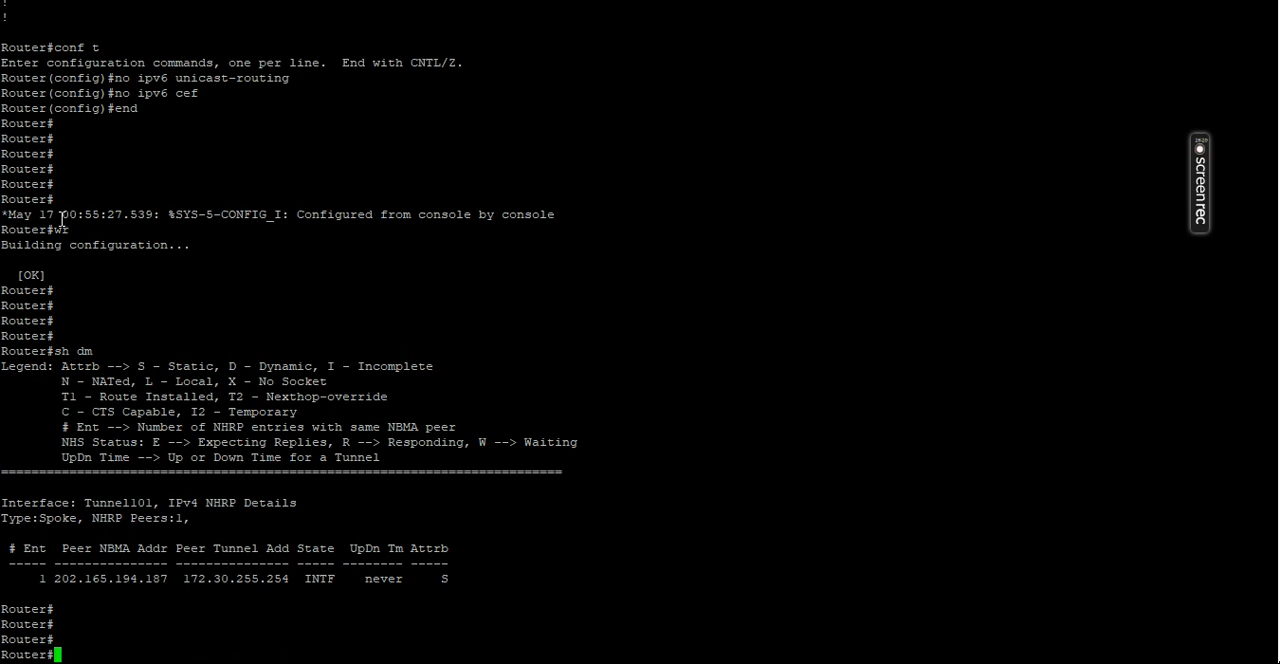 !
!
Router#conf t
Enter configuration commands, one per line.  End with CNTL/Z.
Router(config)#no ipv6 unicast-routing
Router(config)#no ipv6 cef
Router(config)#end
Router#
Router#
Router#
Router#
Router#
Router#
*May 17 00:55:27.539: %SYS-5-CONFIG_I: Configured from console by console
Router#wr
Building configuration...
  [OK]
Router#
Router#
Router#
Router#
Router#sh dm
Legend: Attrb --> S - Static, D - Dynamic, I - Incomplete
        N - NATed, L - Local, X - No Socket
        T1 - Route Installed, T2 - Nexthop-override
        C - CTS Capable, I2 - Temporary
        # Ent --> Number of NHRP entries with same NBMA peer
        NHS Status: E --> Expecting Replies, R --> Responding, W --> Waiting
        UpDn Time --> Up or Down Time for a Tunnel
==========================================================================
Interface: Tunnel101, IPv4 NHRP Details
Type:Spoke, NHRP Peers:1,
 # Ent  Peer NBMA Addr Peer Tunnel Add State  UpDn Tm Attrb
 ----- --------------- --------------- ----- -------- -----
     1 202.165.194.187  172.30.255.254  INTF    never     S
Router#
Router#
Router#
Router#
screenrec